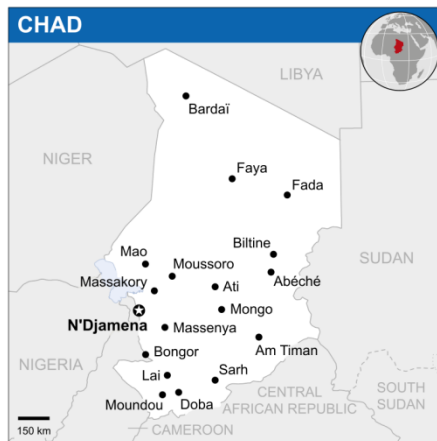 CHAD
LIBYA
Bardaï
NIGER
Faya
Fada
Biltine
Mao
SUDAN
Moussoro
Abéché
Massakory
Ati
Mongo
N'Djamena
Massenya
Am Timan
Bongor
NIGERIA
Lai
Sarh
CENTRAL
AFRICAN REPUBLIC
SOUTH
SUDAN
Moundou
Doba
150 km
CAMEROON